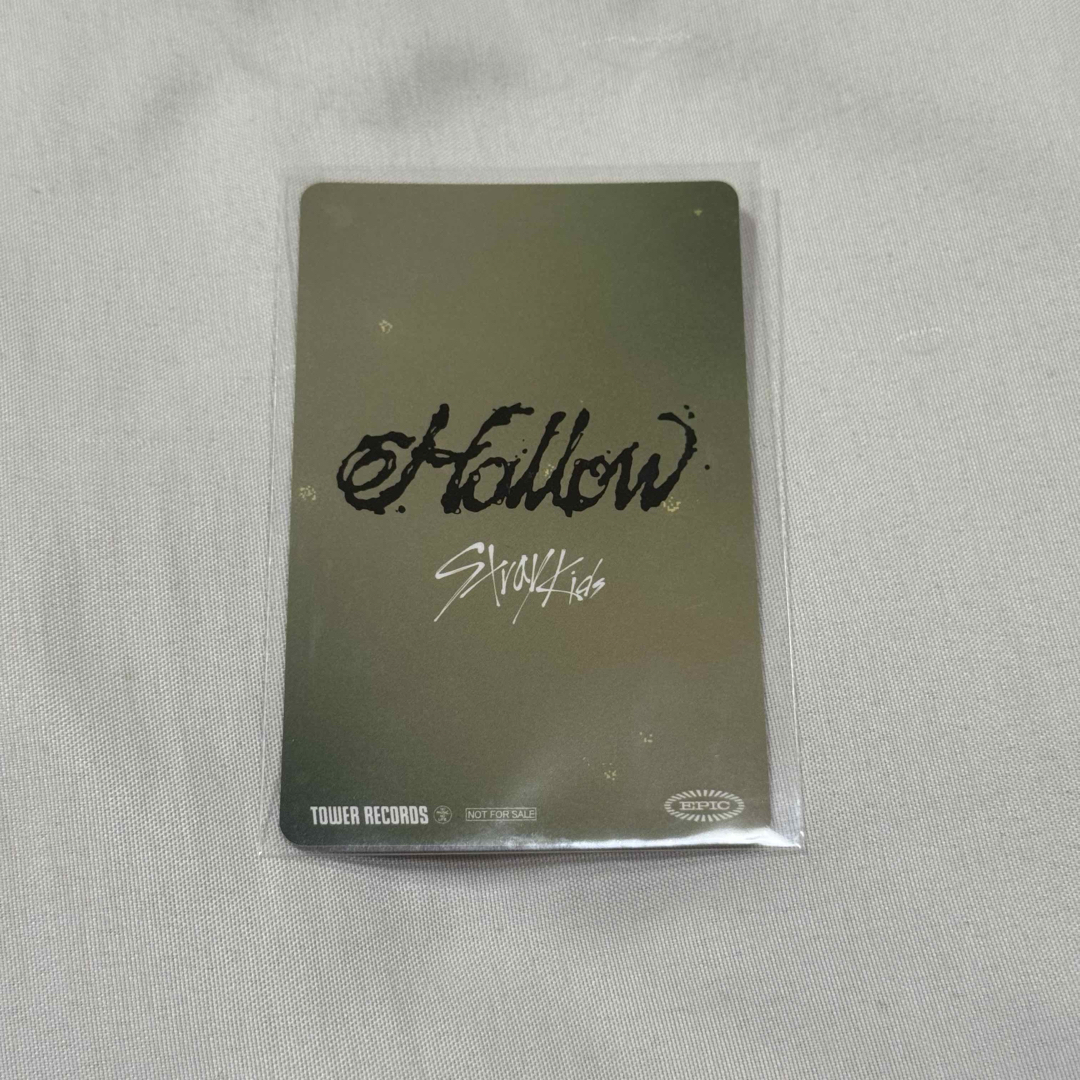 Hollow
Stray Kids
TOWER RECORDS NOT FOR SALE EPIC